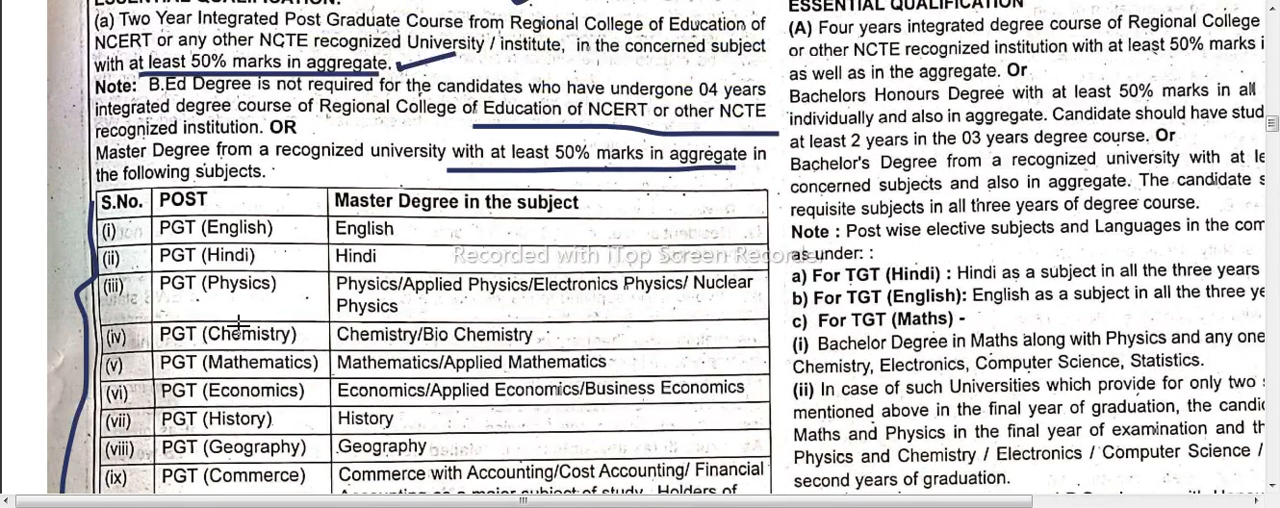 (a) Two Year Integrated Post Graduate Course from Regional College of Education of
NCERT or any other NCTE recognized University / institute, in the concerned subject
with at least 50% marks in aggregate.
Note: B.Ed Degree is not required for the candidates who have undergone 04 years
integrated degree course of Regional College of Education of NCERT or other NCTE
recognized institution. OR
Master Degree from a recognized university with at least 50% marks in aggregate in
the following subjects.
S.No. POST Master Degree in the subject
(i) PGT (English) English
(ii) PGT (Hindi) Hindi
(iii) PGT (Physics) Physics/Applied Physics/Electronics Physics/ Nuclear
Physics
(iv) PGT (Chemistry) Chemistry/Bio Chemistry
(v) PGT (Mathematics) Mathematics/Applied Mathematics
(vi) PGT (Economics) Economics/Applied Economics/Business Economics
(vii) PGT (History) History
(viii) PGT (Geography) Geography
(ix) PGT (Commerce) Commerce with Accounting/Cost Accounting/ Financial
Accounting as a major subject of study. Holders of
ESSENTIAL QUALIFICATION
(A) Four years integrated degree course of Regional College
or other NCTE recognized institution with at least 50% marks i
as well as in the aggregate. Or
Bachelors Honours Degree with at least 50% marks in all
individually and also in aggregate. Candidate should have stud
at least 2 years in the 03 years degree course. Or
Bachelor's Degree from a recognized university with at le
concerned subjects and also in aggregate. The candidate s
requisite subjects in all three years of degree course.
Note : Post wise elective subjects and Languages in the com
as under: :
a) For TGT (Hindi) : Hindi as a subject in all the three years
b) For TGT (English): English as a subject in all the three ye
c) For TGT (Maths) -
(i) Bachelor Degree in Maths along with Physics and any one
Chemistry, Electronics, Computer Science, Statistics.
(ii) In case of such Universities which provide for only two
mentioned above in the final year of graduation, the candic
Maths and Physics in the final year of examination and th
Physics and Chemistry / Electronics / Computer Science /
second years of graduation.
Recorded with iTop Screen Recorder